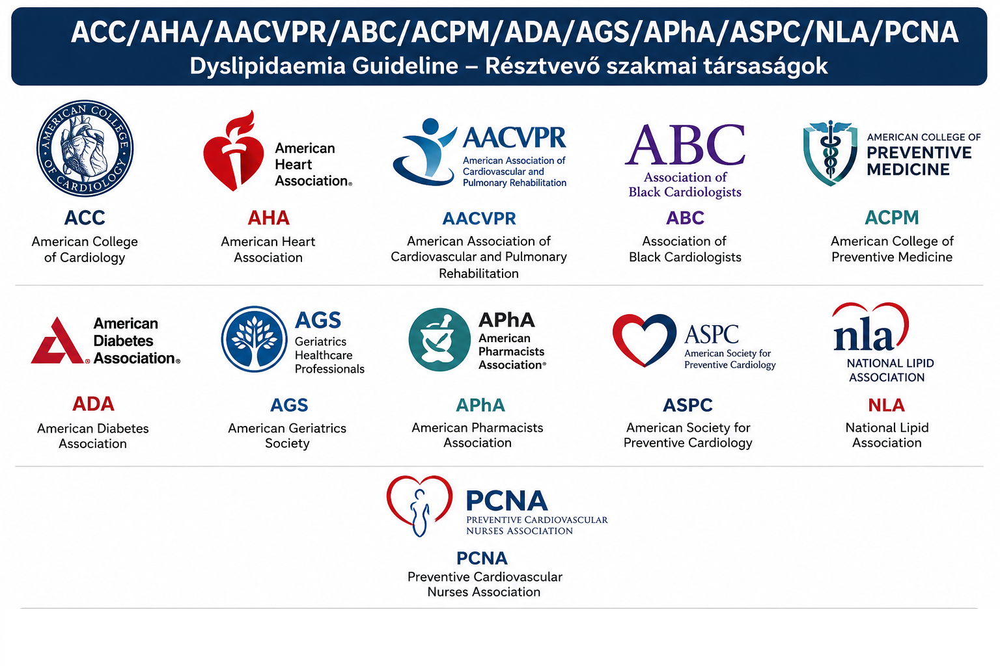 ACC/AHA/AACVPR/ABC/ACPM/ADA/AGS/APhA/ASPC/NLA/PCNA
Dyslipidaemia Guideline – Résztvevő szakmai társaságok
· AMERICAN COLLEGE · OF CARDIOLOGY
American
Heart
Association®
AACVPR
American Association of
Cardiovascular and
Pulmonary Rehabilitation
ABC
Association of
Black Cardiologists
AMERICAN COLLEGE OF
PREVENTIVE
MEDICINE
ACC
American College
of Cardiology
AHA
American Heart
Association
AACVPR
American Association of
Cardiovascular and Pulmonary
Rehabilitation
ABC
Association of
Black Cardiologists
ACPM
American College of
Preventive Medicine
American
Diabetes
® Association®
AGS
Geriatrics
Healthcare
Professionals
APhA
American
Pharmacists
Association®
ASPC
American Society for
Preventive Cardiology
nla
NATIONAL LIPID
ASSOCIATION
ADA
American Diabetes
Association
AGS
American Geriatrics
Society
APhA
American Pharmacists
Association
ASPC
American Society for
Preventive Cardiology
NLA
National Lipid
Association
PCNA
PREVENTIVE CARDIOVASCULAR
NURSES ASSOCIATION
PCNA
Preventive Cardiovascular
Nurses Association